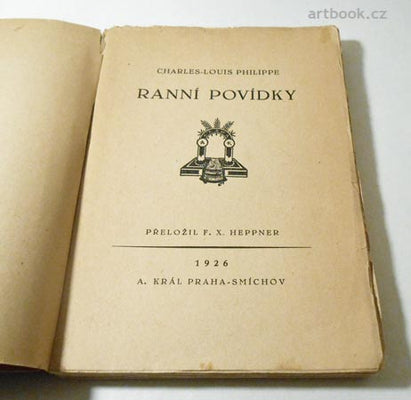 artbook.cz
CHARLES-LOUIS PHILIPPE
RANNÍ POVÍDKY
PŘELOŽIL F. X. HEPPNER
1926
A. KRÁL PRAHA-SMÍCHOV